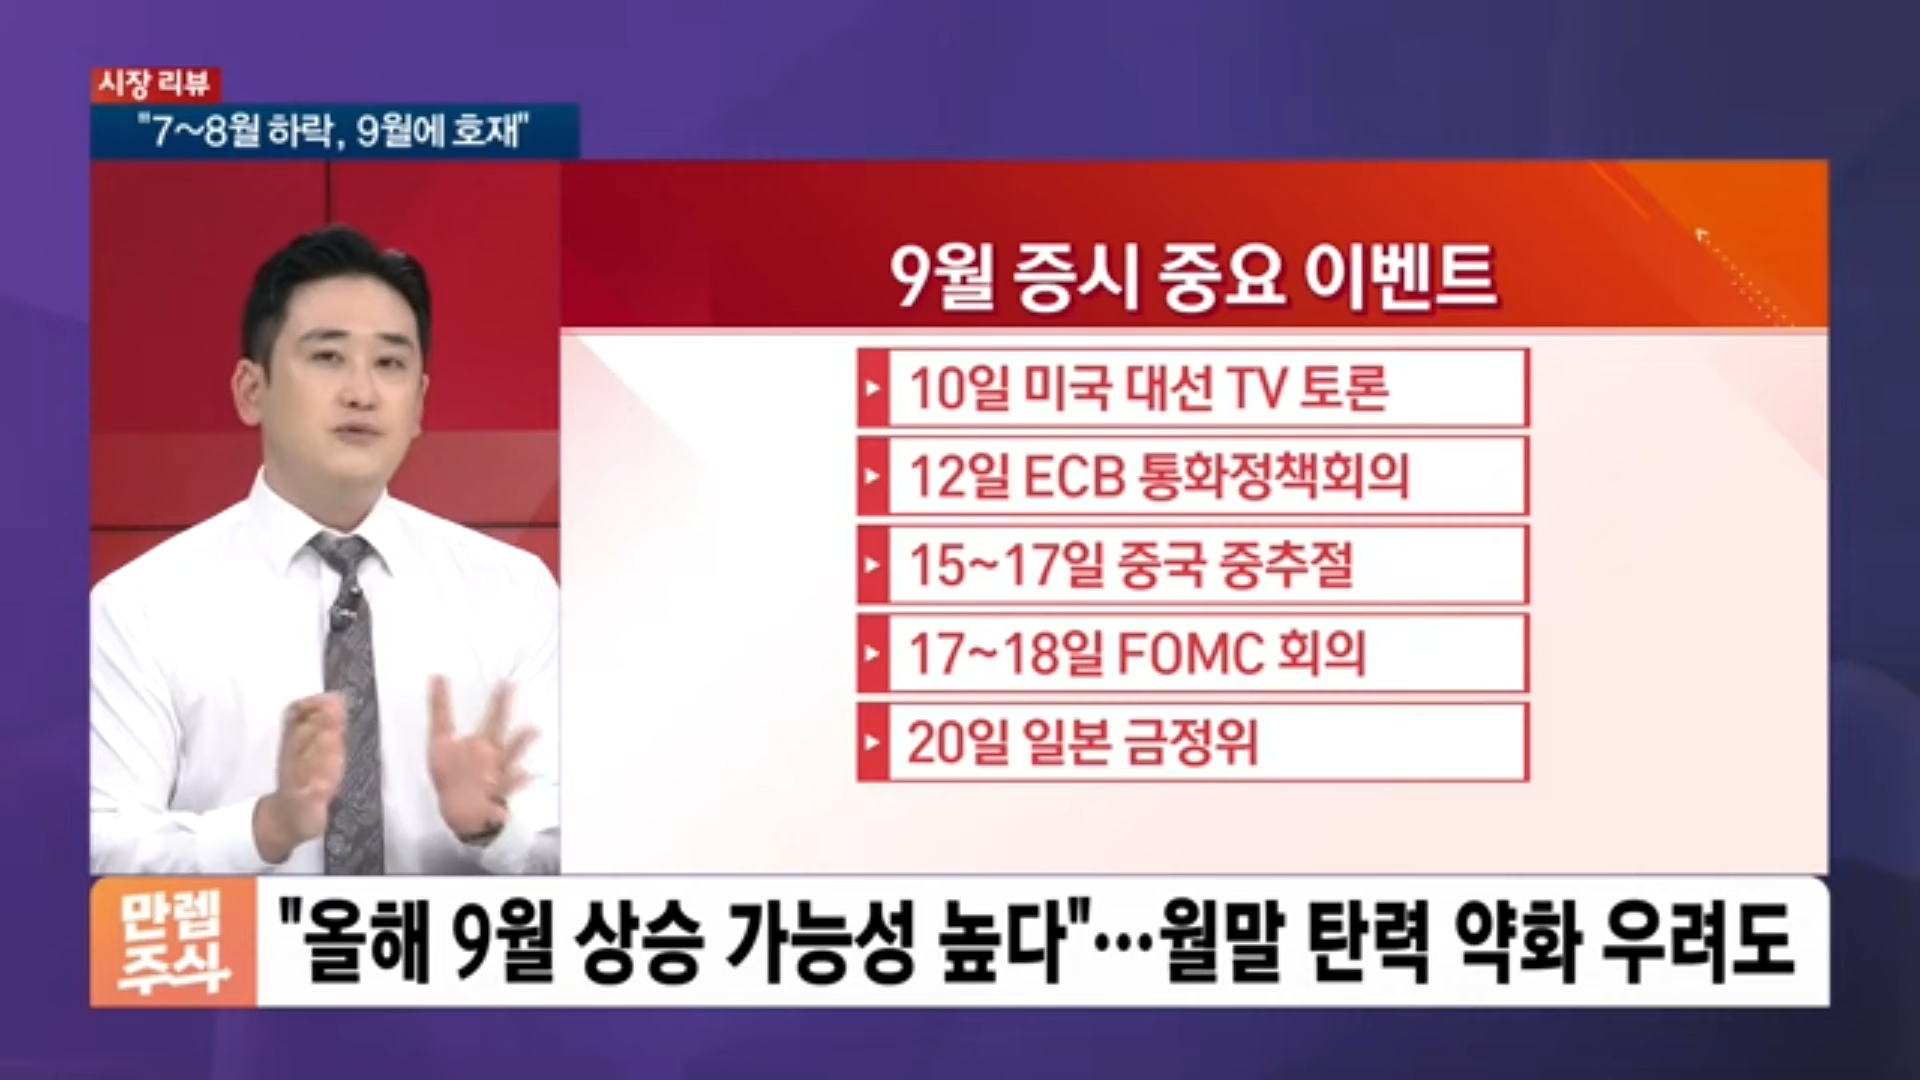 시장 리뷰
"7~8월 하락, 9월에 호재"
9월 증시 중요 이벤트
10일 미국 대선 TV 토론
12일 ECB 통화정책회의
15~17일 중국 중추절
17~18일 FOMC 회의
20일 일본 금정위
만렙
주식
"올해 9월 상승 가능성 높다"…월말 탄력 약화 우려도